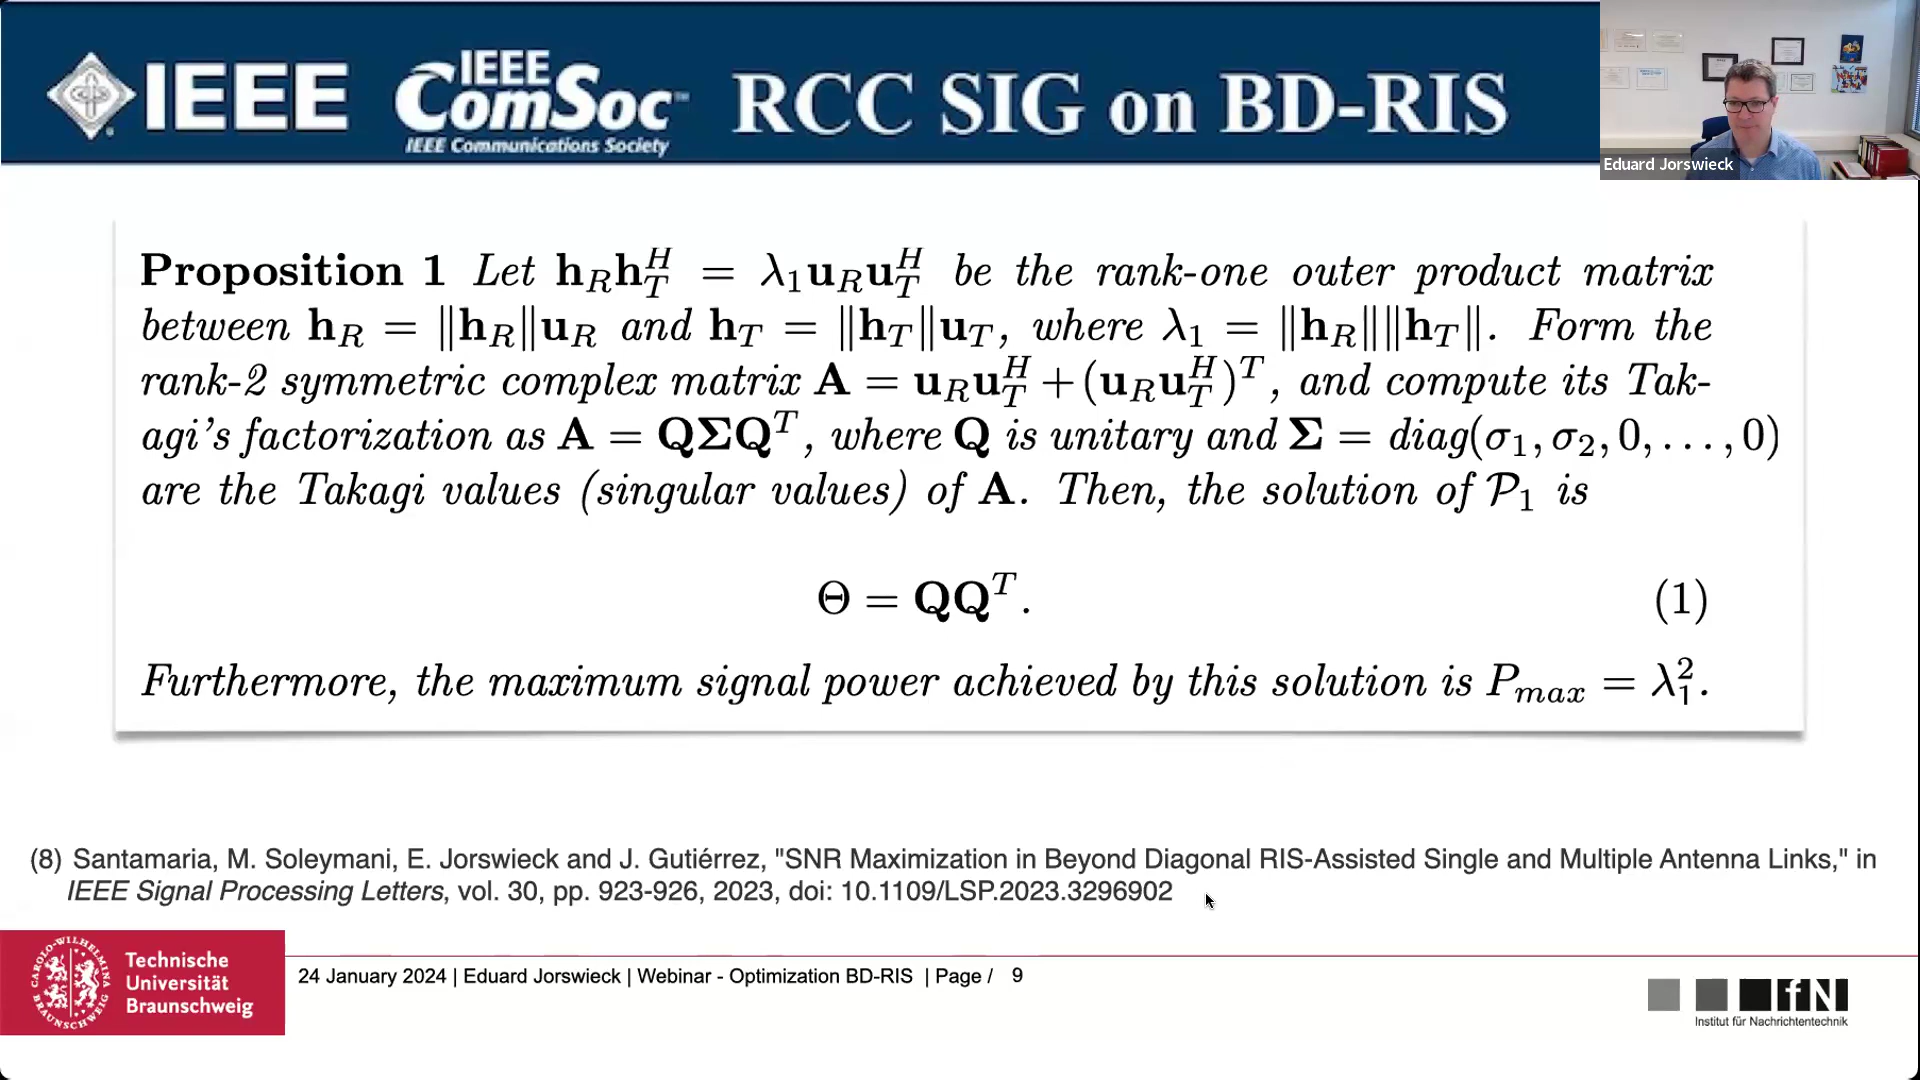 IEEE IEEE ComSoc™ RCC SIG on BD-RIS
IEEE Communications Society
Eduard Jorswieck
Proposition 1 Let h_R h_T^H = λ_1 u_R u_T^H be the rank-one outer product matrix
between h_R = ‖h_R‖u_R and h_T = ‖h_T‖u_T, where λ_1 = ‖h_R‖‖h_T‖. Form the
rank-2 symmetric complex matrix A = u_R u_T^H + (u_R u_T^H)^T, and compute its Tak-
agi's factorization as A = QΣQ^T, where Q is unitary and Σ = diag(σ_1, σ_2, 0, . . . , 0)
are the Takagi values (singular values) of A. Then, the solution of P_1 is
Θ = QQ^T. (1)
Furthermore, the maximum signal power achieved by this solution is P_max = λ_1^2.
(8) Santamaria, M. Soleymani, E. Jorswieck and J. Gutiérrez, "SNR Maximization in Beyond Diagonal RIS-Assisted Single and Multiple Antenna Links," in
IEEE Signal Processing Letters, vol. 30, pp. 923-926, 2023, doi: 10.1109/LSP.2023.3296902
CAROLO-WILHELMINA
BRAUNSCHWEIG
Technische
Universität
Braunschweig
24 January 2024 | Eduard Jorswieck | Webinar - Optimization BD-RIS | Page / 9
IfN
Institut für Nachrichtentechnik